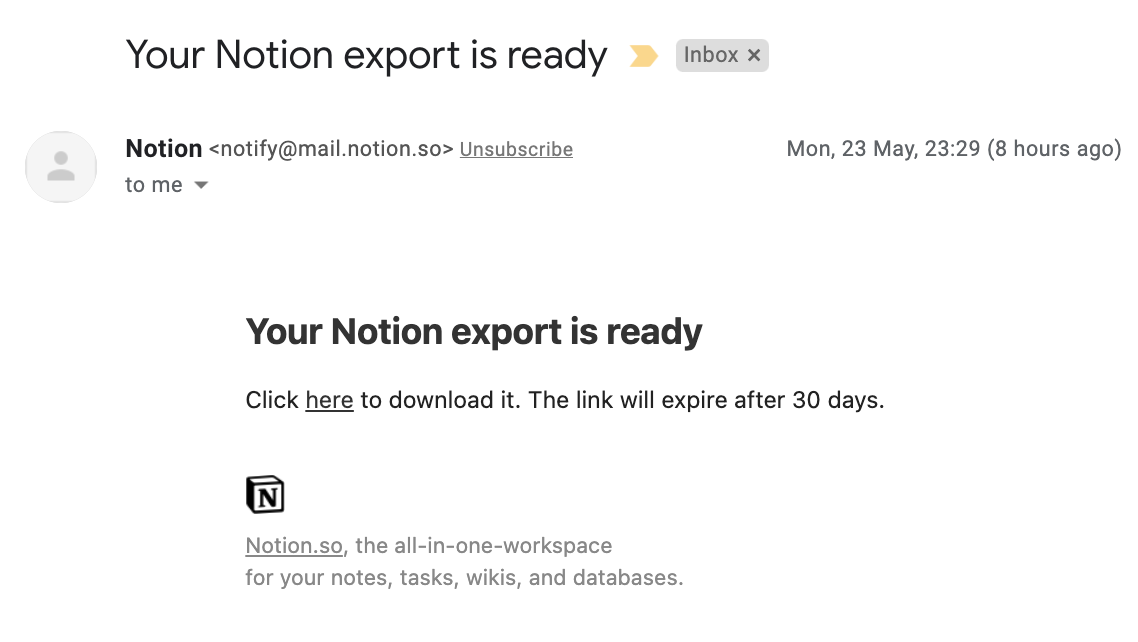 Your Notion export is ready
Inbox ×
Notion <notify@mail.notion.so> Unsubscribe
Mon, 23 May, 23:29 (8 hours ago)
to me
Your Notion export is ready
Click here to download it. The link will expire after 30 days.
N
Notion.so, the all-in-one-workspace
for your notes, tasks, wikis, and databases.